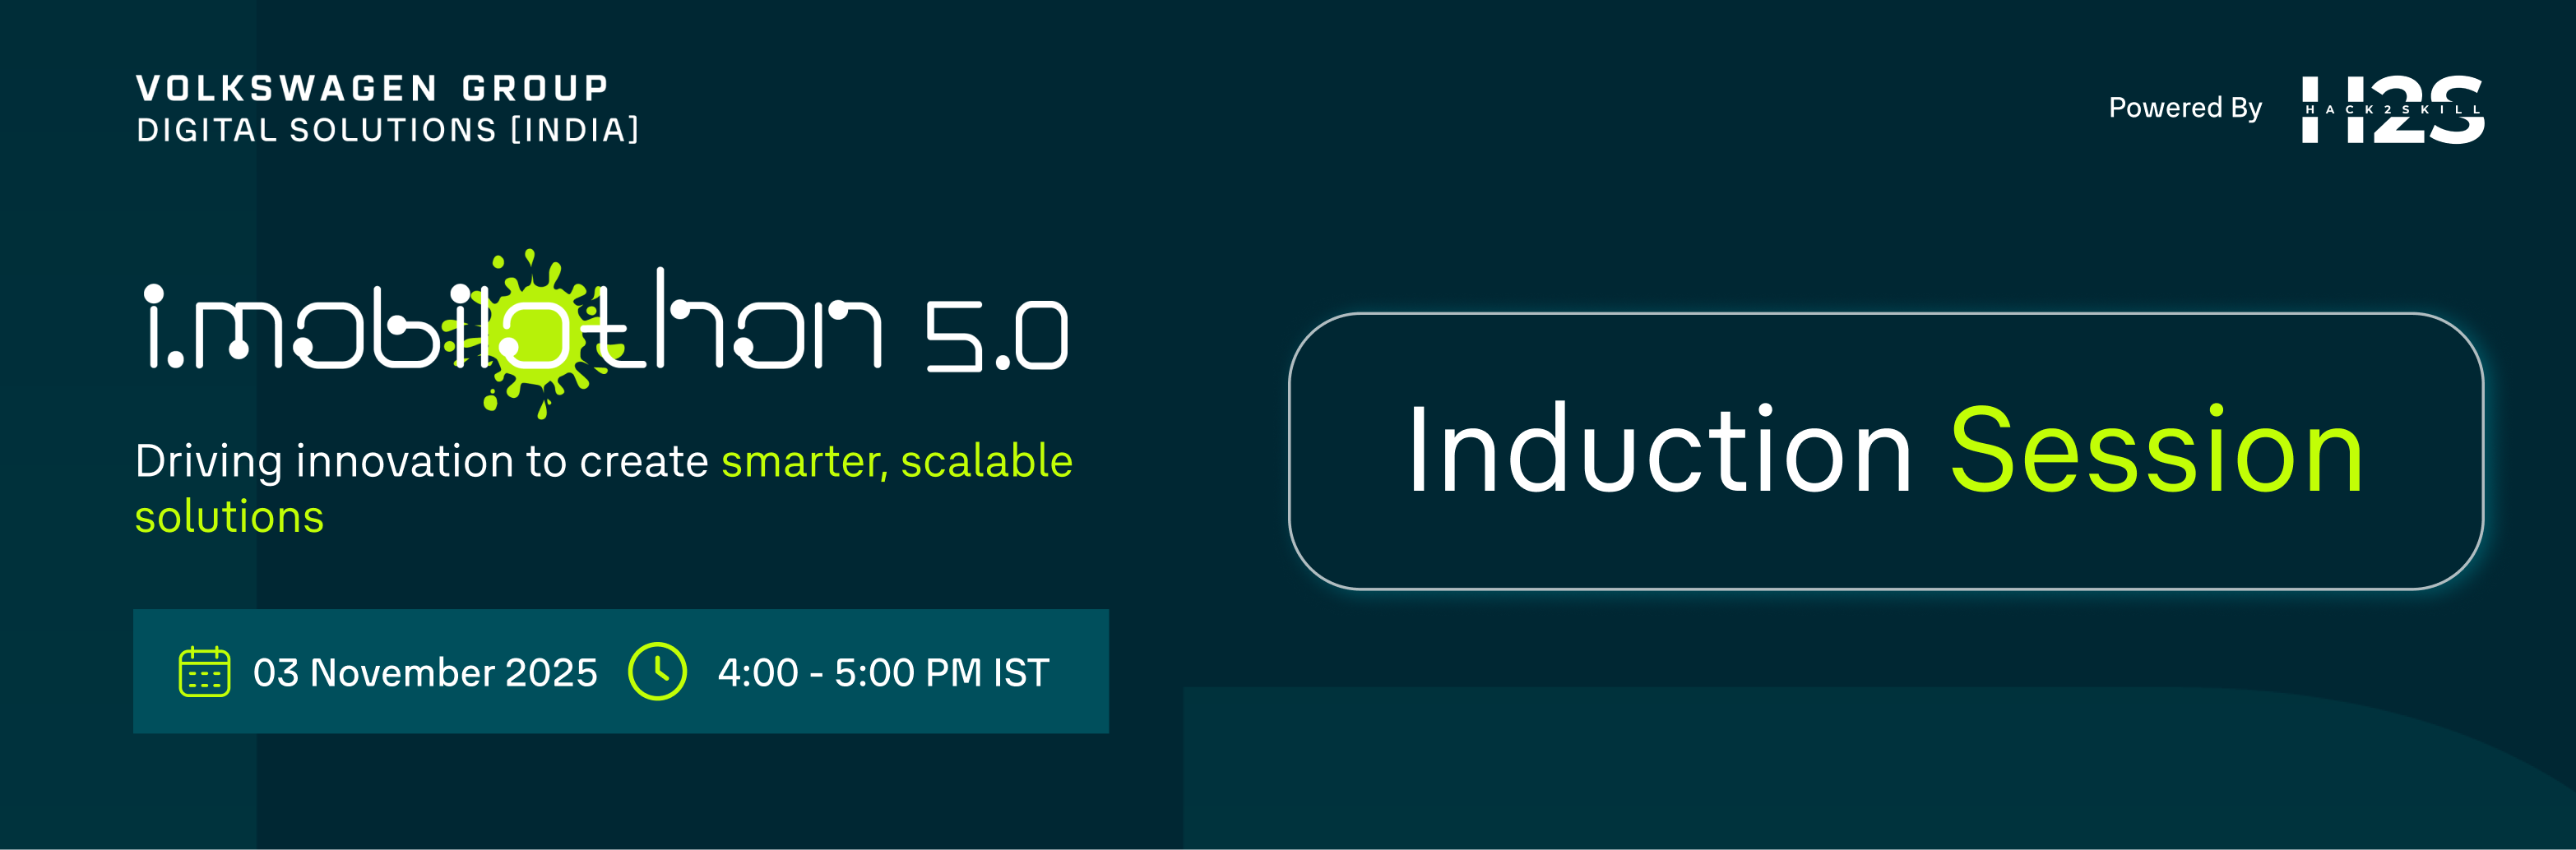 VOLKSWAGEN GROUP
DIGITAL SOLUTIONS [INDIA]
Powered By
H2S
HACK2SKILL
i.mobilothon 5.0
Driving innovation to create smarter, scalable
solutions
Induction Session
03 November 2025
4:00 - 5:00 PM IST